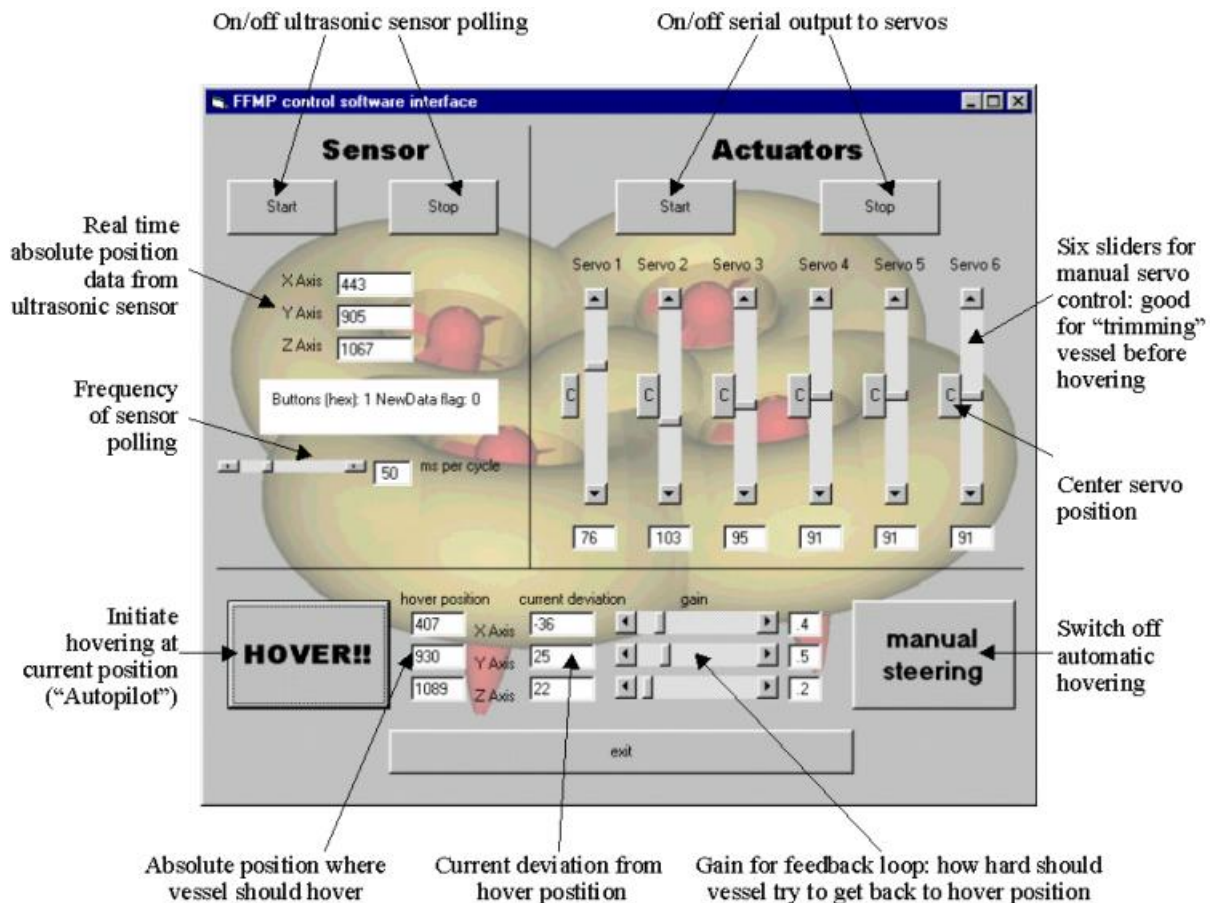 On/off ultrasonic sensor polling
On/off serial output to servos
FFMP control software interface
Sensor
Actuators
Start
Stop
Start
Stop
Real time
absolute position
data from
ultrasonic sensor
X Axis 443
Y Axis 905
Z Axis 1067
Servo 1 Servo 2 Servo 3 Servo 4 Servo 5 Servo 6
Six sliders for
manual servo
control: good
for “trimming”
vessel before
hovering
Frequency
of sensor
polling
Buttons (hex): 1 NewData flag: 0
50 ms per cycle
C C C C C C
Center servo
position
76 103 95 91 91 91
Initiate
hovering at
current position
(“Autopilot”)
HOVER!!
hover position current deviation gain
407 X Axis -36 .4
930 Y Axis 25 .5
1089 Z Axis 22 .2
manual
steering
Switch off
automatic
hovering
exit
Absolute position where
vessel should hover
Current deviation from
hover postition
Gain for feedback loop: how hard should
vessel try to get back to hover position